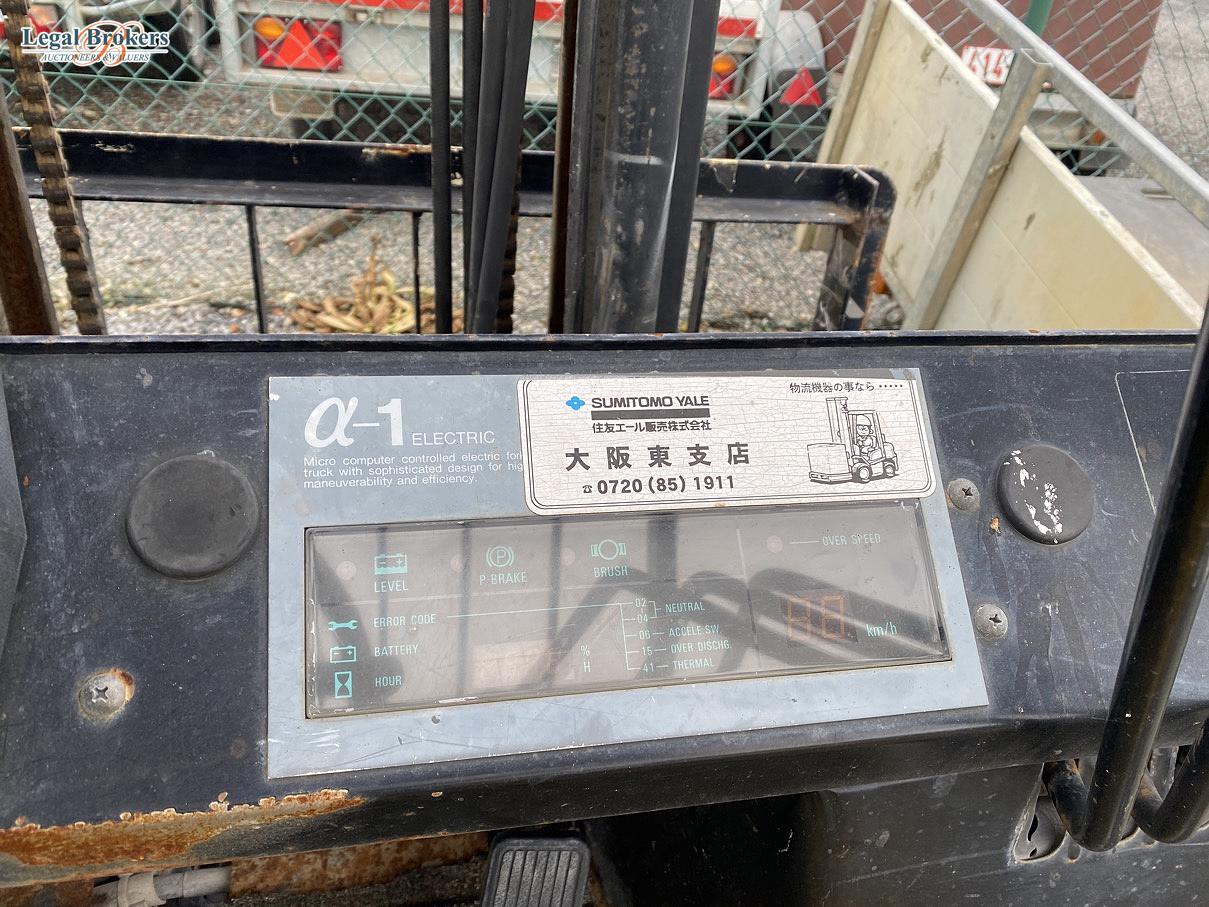 Legal Brokers
AUCTIONEERS & VALUERS
414
α-1 ELECTRIC
Micro computer controlled electric for
truck with sophisticated design for hig
maneuverability and efficiency.
物流機器の事なら・・・・・
SUMITOMO YALE
住友エール販売株式会社
大阪東支店
☎0720(85)1911
LEVEL
P·BRAKE
BRUSH
OVER SPEED
ERROR CODE
02
04
NEUTRAL
06 ACCELE.SW.
15 OVER DISCHG.
41 THERMAL
BATTERY
%
HOUR
H
88
km/h